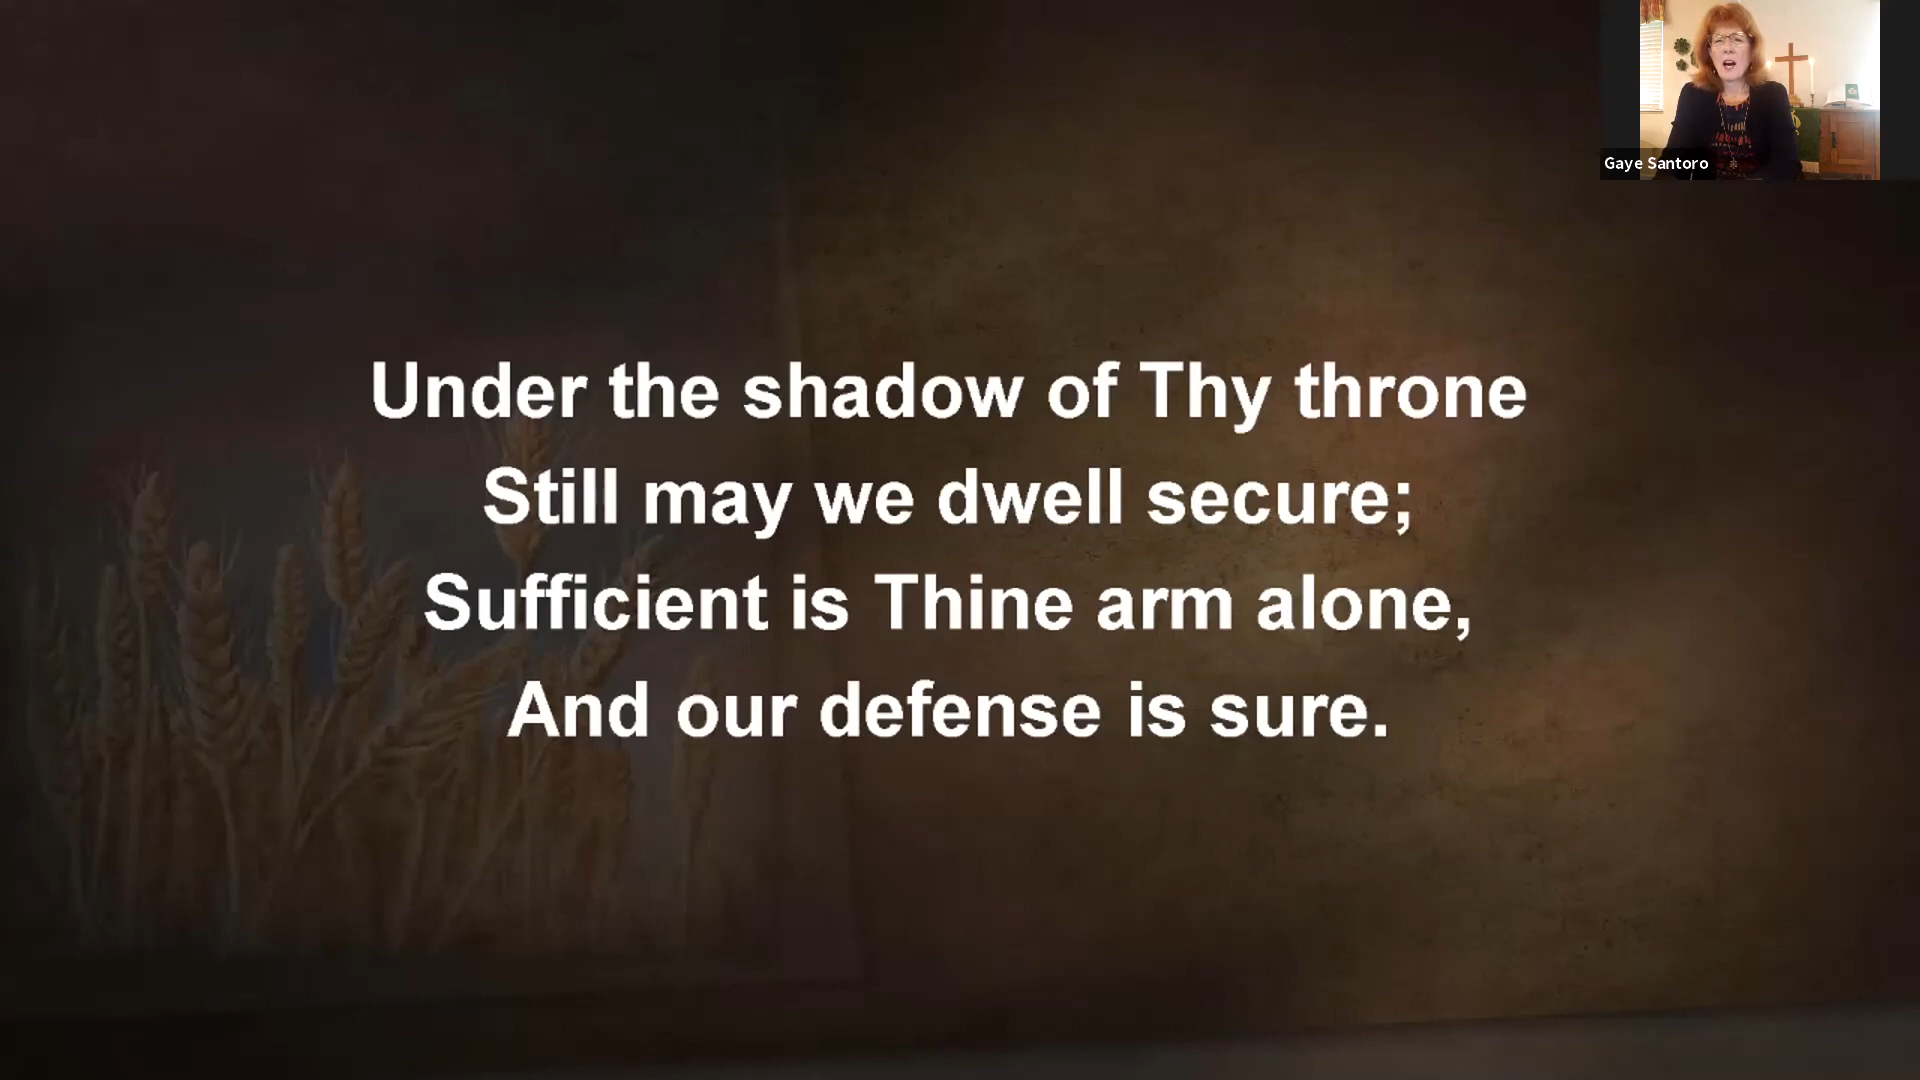 Gaye Santoro
Under the shadow of Thy throne
Still may we dwell secure;
Sufficient is Thine arm alone,
And our defense is sure.